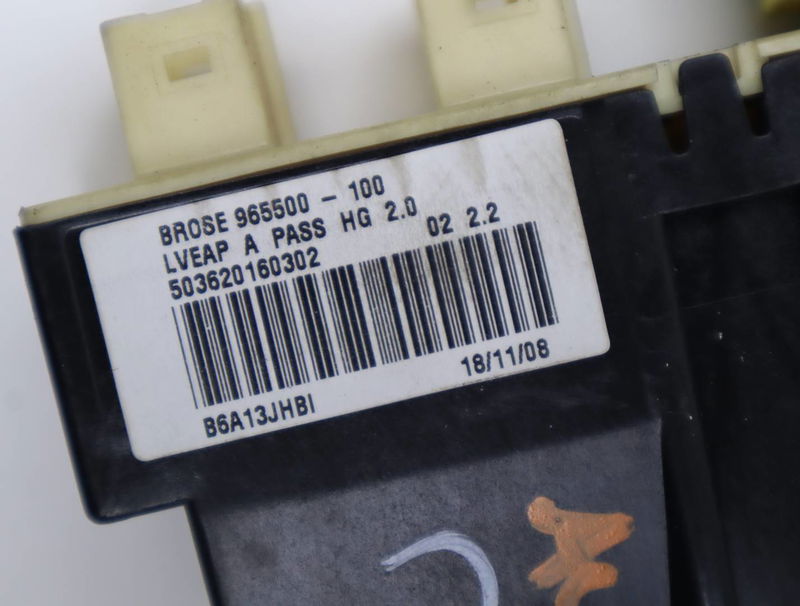 BROSE 965500 - 100
LVEAP A PASS HG 2.0
503620160302 02 2.2
18/11/08
B6A13JHBI